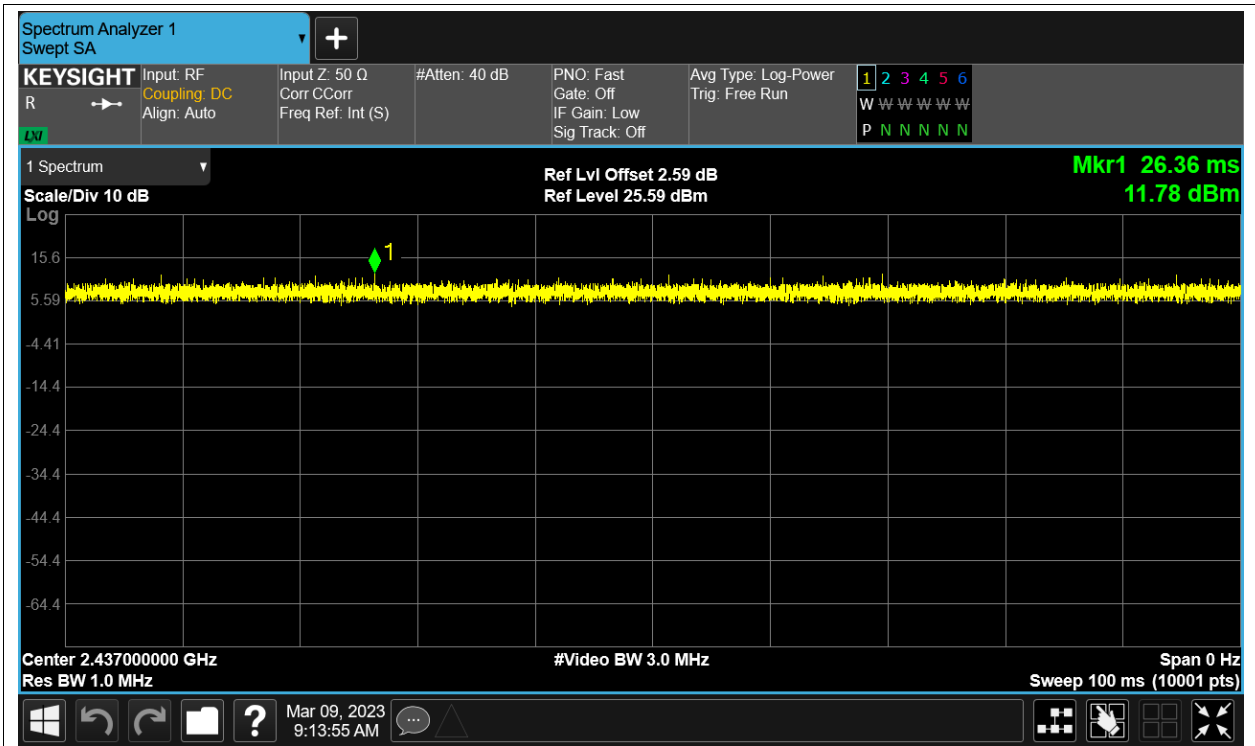 Spectrum Analyzer 1
Swept SA
+
KEYSIGHT
R
LXI
Input: RF
Coupling: DC
Align: Auto
Input Z: 50 Ω
Corr CCorr
Freq Ref: Int (S)
#Atten: 40 dB
PNO: Fast
Gate: Off
IF Gain: Low
Sig Track: Off
Avg Type: Log-Power
Trig: Free Run
1 2 3 4 5 6
W W W W W W
P N N N N N
1 Spectrum
Scale/Div 10 dB
Log
Ref Lvl Offset 2.59 dB
Ref Level 25.59 dBm
Mkr1 26.36 ms
11.78 dBm
1
15.6
5.59
-4.41
-14.4
-24.4
-34.4
-44.4
-54.4
-64.4
Center 2.437000000 GHz
Res BW 1.0 MHz
#Video BW 3.0 MHz
Span 0 Hz
Sweep 100 ms (10001 pts)
?
Mar 09, 2023
9:13:55 AM